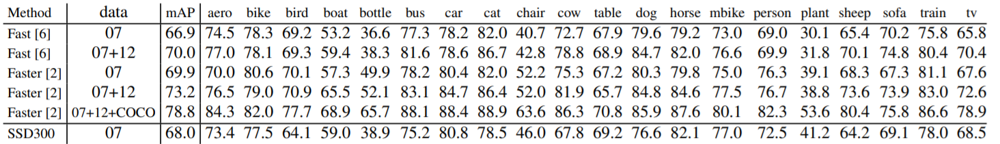 Method data mAP aero bike bird boat bottle bus car cat chair cow table dog horse mbike person plant sheep sofa train tv
Fast [6] 07 66.9 74.5 78.3 69.2 53.2 36.6 77.3 78.2 82.0 40.7 72.7 67.9 79.6 79.2 73.0 69.0 30.1 65.4 70.2 75.8 65.8
Fast [6] 07+12 70.0 77.0 78.1 69.3 59.4 38.3 81.6 78.6 86.7 42.8 78.8 68.9 84.7 82.0 76.6 69.9 31.8 70.1 74.8 80.4 70.4
Faster [2] 07 69.9 70.0 80.6 70.1 57.3 49.9 78.2 80.4 82.0 52.2 75.3 67.2 80.3 79.8 75.0 76.3 39.1 68.3 67.3 81.1 67.6
Faster [2] 07+12 73.2 76.5 79.0 70.9 65.5 52.1 83.1 84.7 86.4 52.0 81.9 65.7 84.8 84.6 77.5 76.7 38.8 73.6 73.9 83.0 72.6
Faster [2] 07+12+COCO 78.8 84.3 82.0 77.7 68.9 65.7 88.1 88.4 88.9 63.6 86.3 70.8 85.9 87.6 80.1 82.3 53.6 80.4 75.8 86.6 78.9
SSD300 07 68.0 73.4 77.5 64.1 59.0 38.9 75.2 80.8 78.5 46.0 67.8 69.2 76.6 82.1 77.0 72.5 41.2 64.2 69.1 78.0 68.5